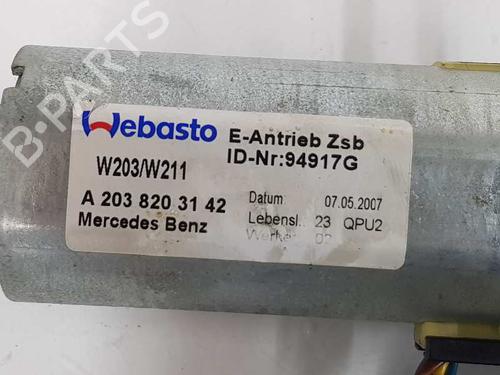 Webasto
E-Antrieb Zsb
ID-Nr:94917G
W203/W211
A 203 820 31 42
Mercedes Benz
Datum 07.05.2007
Lebensl. 23 QPU2
B-PARTS